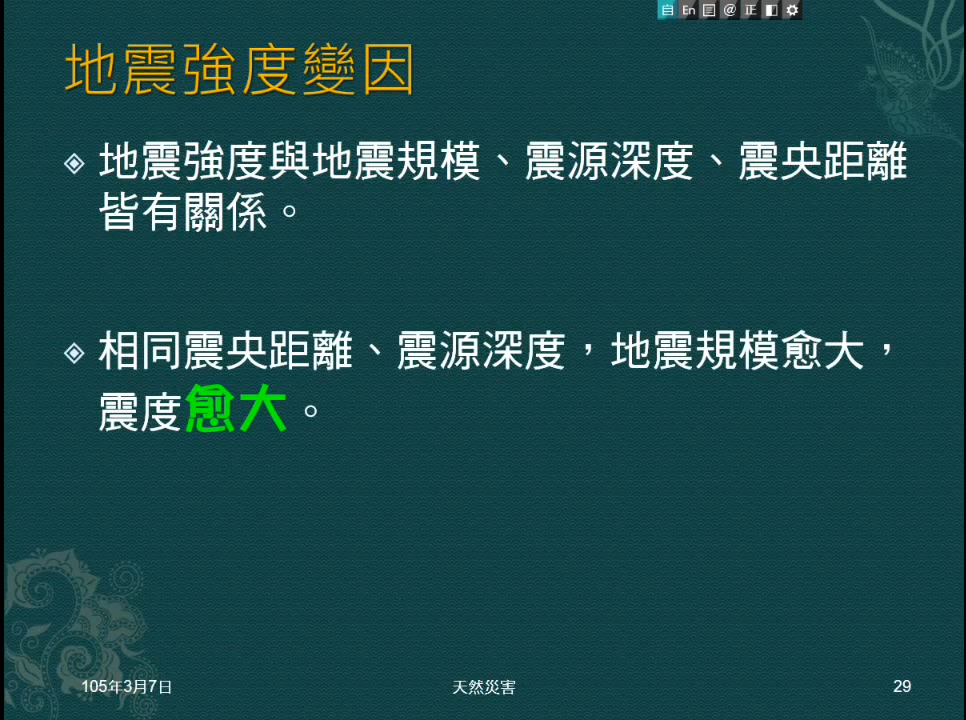 自 En @ 正
地震強度變因
地震強度與地震規模、震源深度、震央距離
皆有關係。
相同震央距離、震源深度，地震規模愈大，
震度愈大。
105年3月7日 天然災害 29